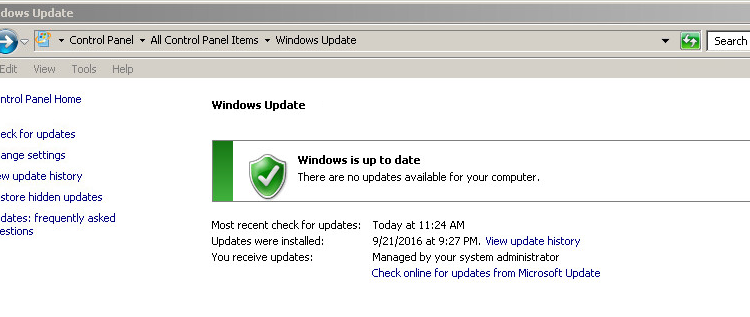 dows Update
Control Panel All Control Panel Items Windows Update
Search
Edit View Tools Help
ntrol Panel Home
eck for updates
ange settings
ew update history
store hidden updates
dates: frequently asked
estions
Windows Update
Windows is up to date
There are no updates available for your computer.
Most recent check for updates: Today at 11:24 AM
Updates were installed: 9/21/2016 at 9:27 PM. View update history
You receive updates: Managed by your system administrator
Check online for updates from Microsoft Update